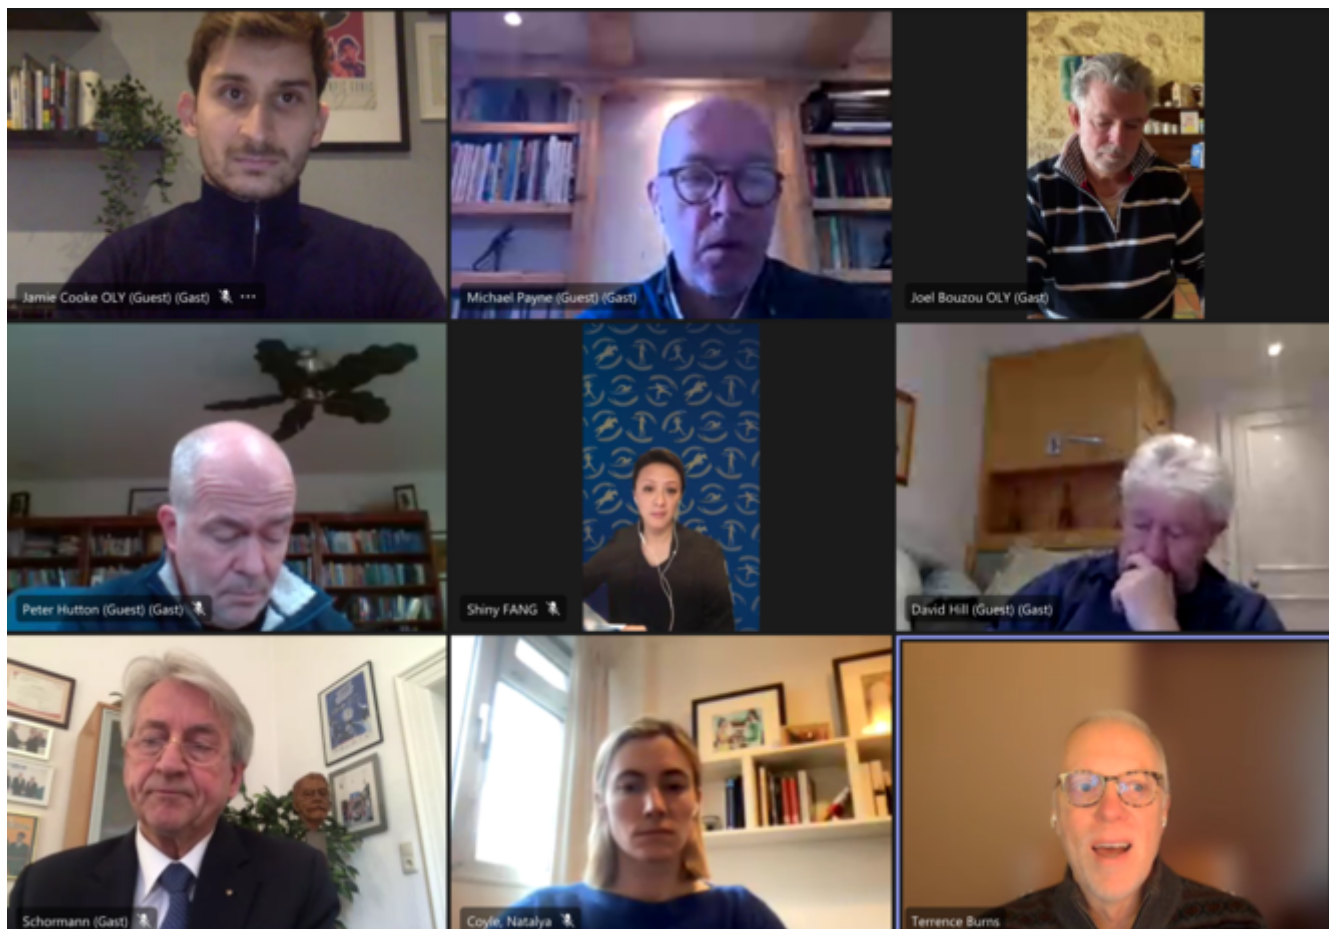 Jamie Cooke OLY (Guest) (Gast)
Michael Payne (Guest) (Gast)
Joel Bouzou OLY (Gast)
Peter Hutton (Guest) (Gast)
Shiny FANG
David Hill (Guest) (Gast)
Schormann (Gast)
Coyle, Natalya
Terrence Burns